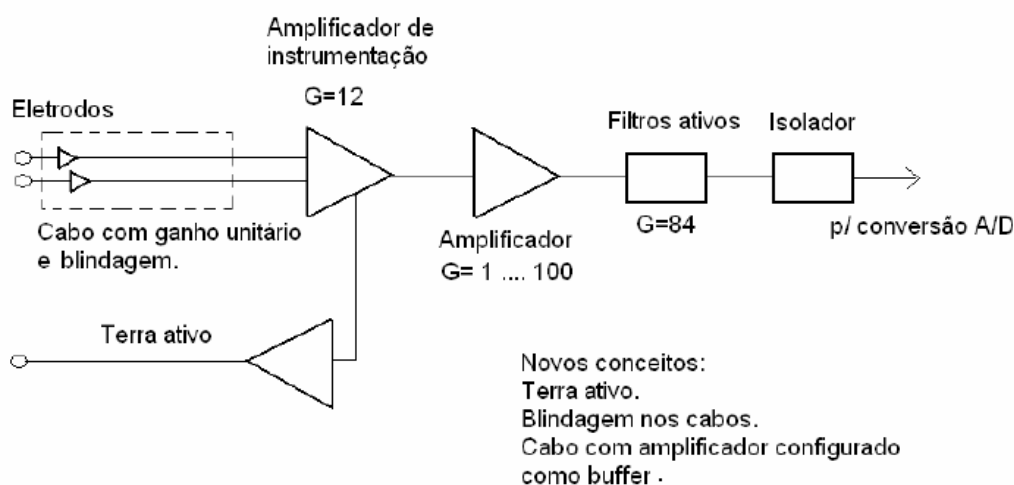 Amplificador de
instrumentação
G=12
Eletrodos
Filtros ativos
Isolador
Cabo com ganho unitário
e blindagem.
Amplificador
G= 1 .... 100
G=84
p/ conversão A/D
Terra ativo
Novos conceitos:
Terra ativo.
Blindagem nos cabos.
Cabo com amplificador configurado
como buffer .